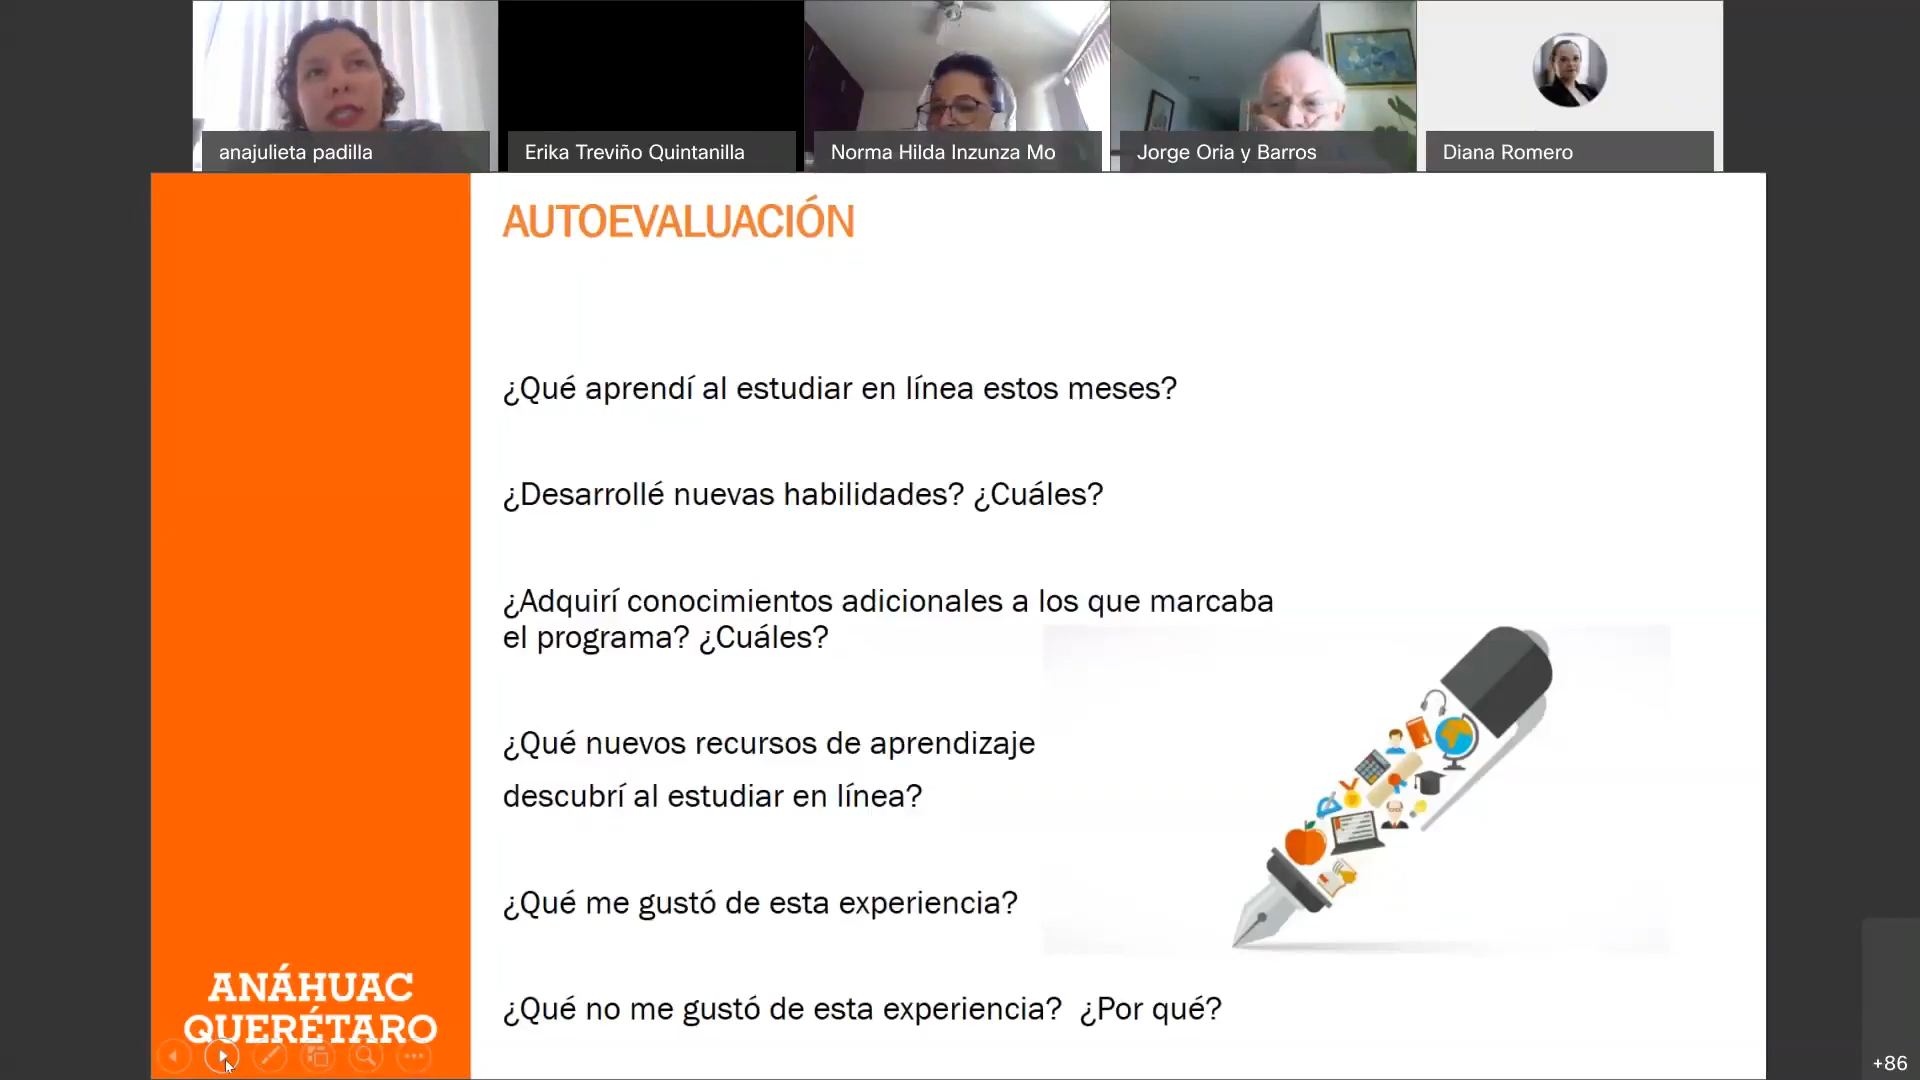 anajulieta padilla
Erika Treviño Quintanilla
Norma Hilda Inzunza Mo
Jorge Oria y Barros
Diana Romero
AUTOEVALUACIÓN
¿Qué aprendí al estudiar en línea estos meses?
¿Desarrollé nuevas habilidades? ¿Cuáles?
¿Adquirí conocimientos adicionales a los que marcaba
el programa? ¿Cuáles?
¿Qué nuevos recursos de aprendizaje
descubrí al estudiar en línea?
¿Qué me gustó de esta experiencia?
¿Qué no me gustó de esta experiencia? ¿Por qué?
ANÁHUAC
QUERÉTARO
+86